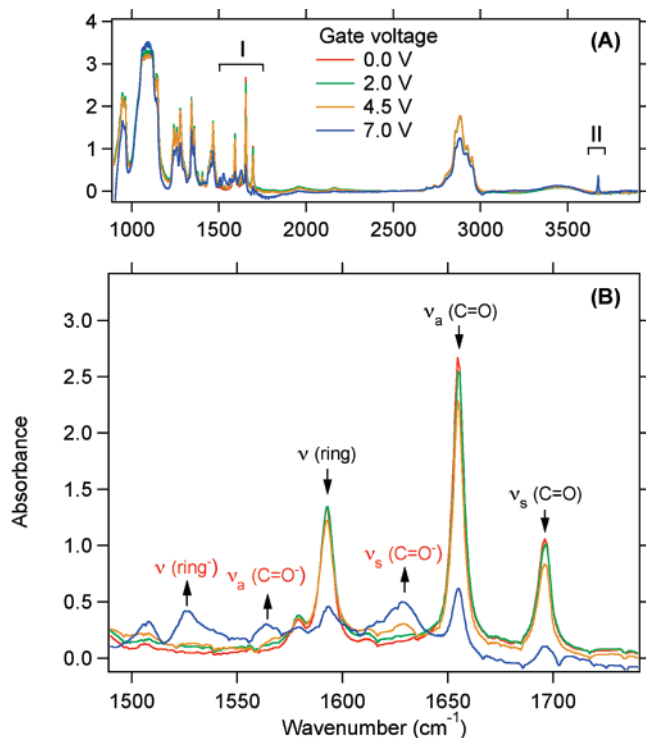 Gate voltage
0.0 V
2.0 V
4.5 V
7.0 V
I
II
(A)
4
3
2
1
0
1000 1500 2000 2500 3000 3500
(B)
νa (C=O)
νs (C=O)
ν (ring)
νs (C=O-)
νa (C=O-)
ν (ring-)
3.0
2.5
2.0
1.5
1.0
0.5
0.0
Absorbance
1500 1550 1600 1650 1700
Wavenumber (cm-1)